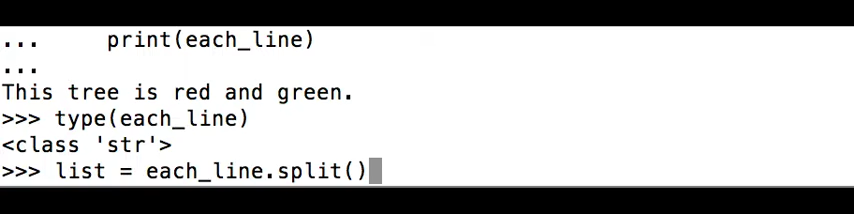 ...     print(each_line)
...
This tree is red and green.
>>> type(each_line)
<class 'str'>
>>> list = each_line.split()